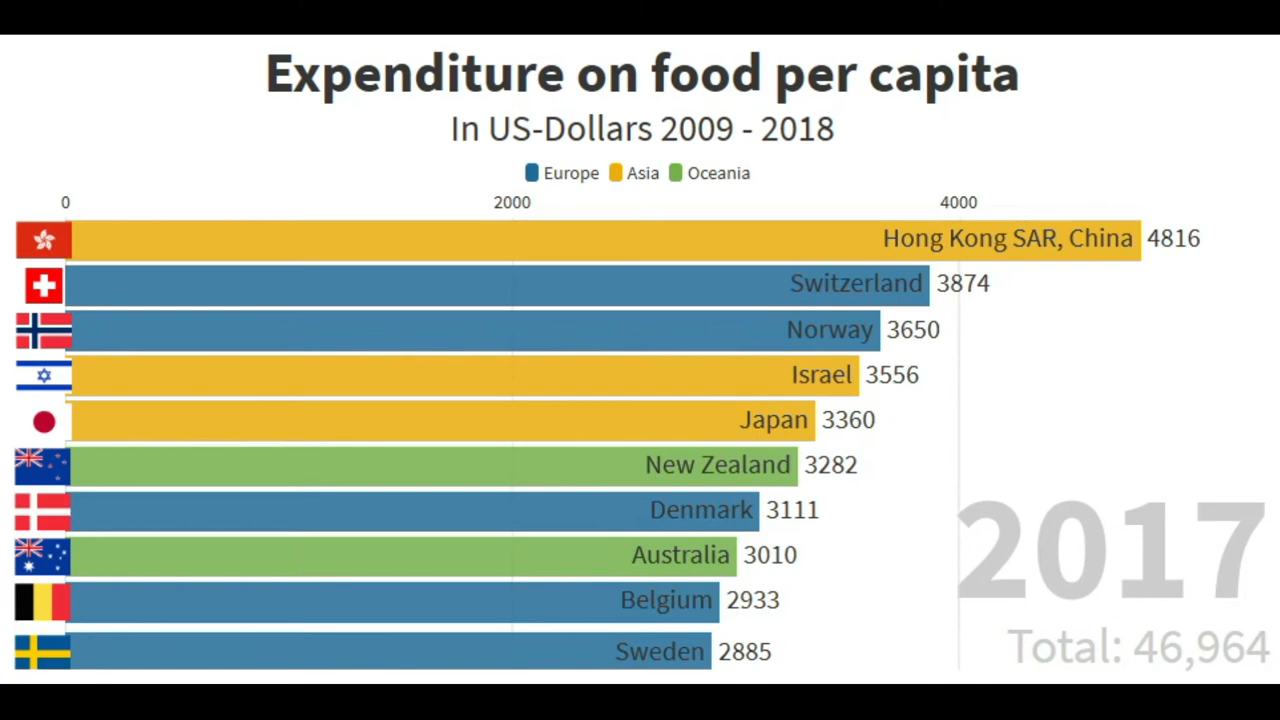 Expenditure on food per capita
In US-Dollars 2009 - 2018
Europe Asia Oceania
0 2000 4000
Hong Kong SAR, China 4816
Switzerland 3874
Norway 3650
Israel 3556
Japan 3360
New Zealand 3282
Denmark 3111
Australia 3010
Belgium 2933
Sweden 2885
2017
Total: 46,964